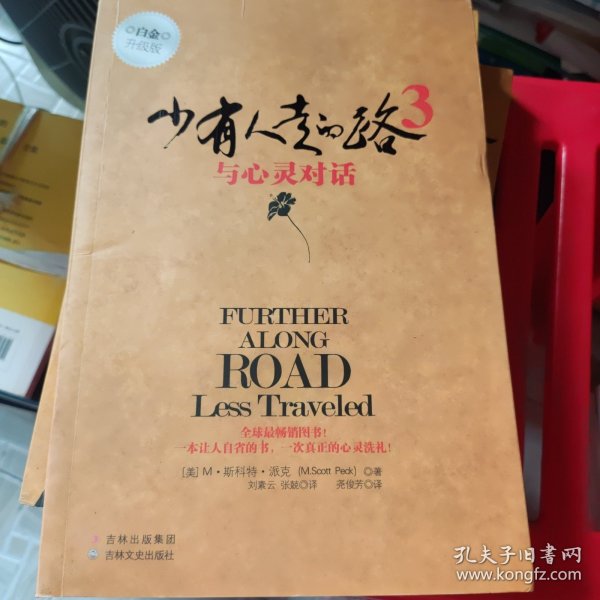 白金
升级版
少有人走的路3
与心灵对话
FURTHER
ALONG
ROAD
Less Traveled
全球最畅销图书!
一本让人自省的书,一次真正的心灵洗礼!
[美] M·斯科特·派克 (M.Scott Peck) ◎著
刘素云 张兢◎译 尧俊芳◎译
吉林出版集团
吉林文史出版社
孔夫子旧书网
www.kongfz.com